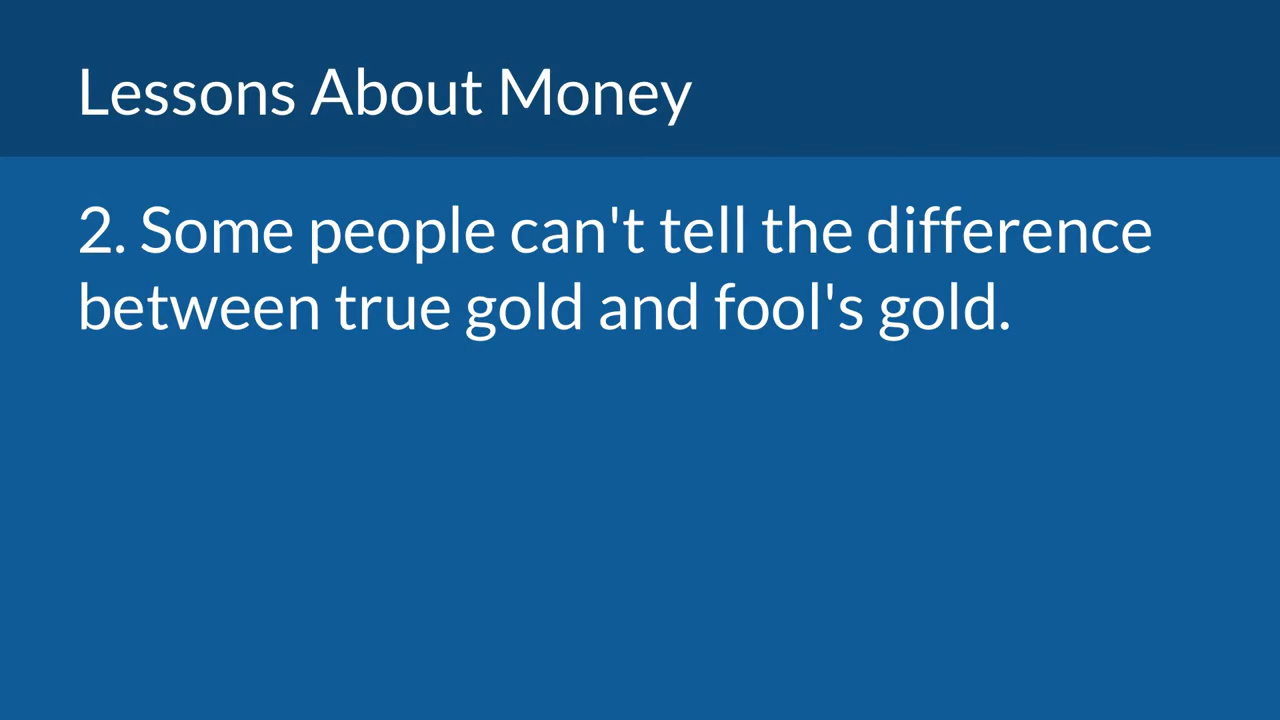 Lessons About Money
2. Some people can't tell the difference
between true gold and fool's gold.